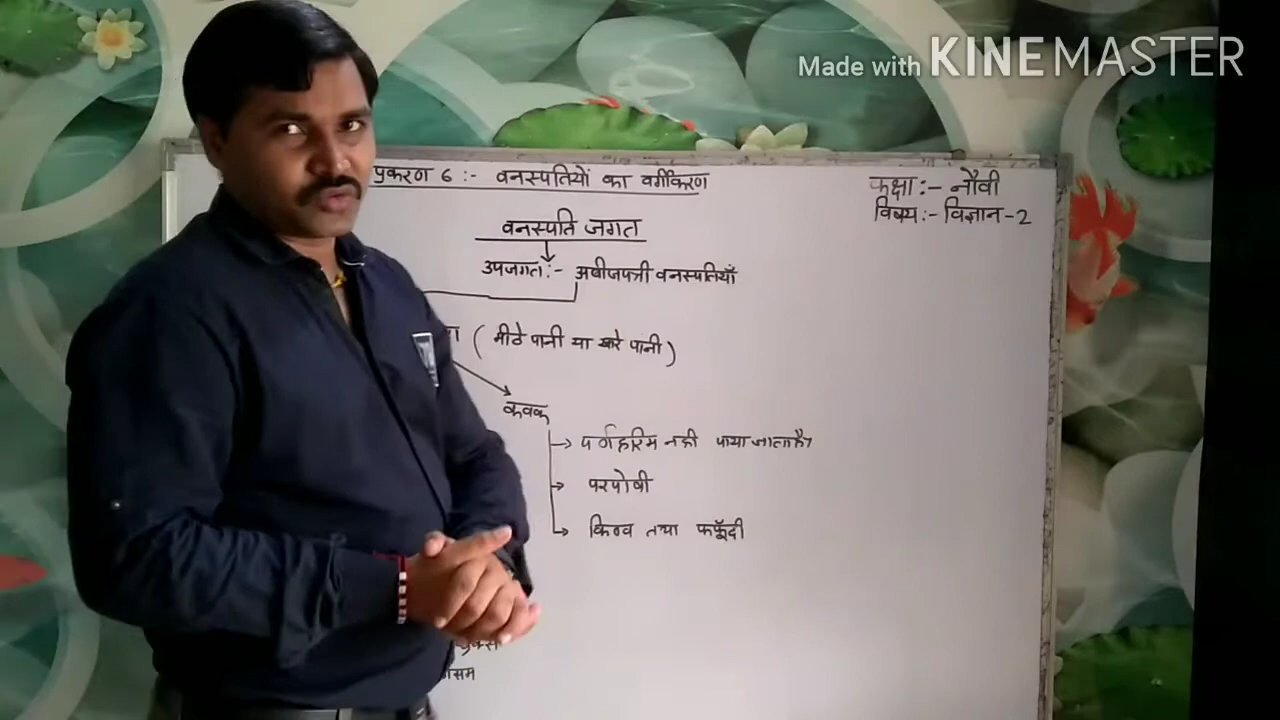 Made with KINEMASTER
प्रकरण 6 :- वनस्पतियों का वर्गीकरण
कक्षा :- नौवी
विषय :- विज्ञान-2
वनस्पति जगत
उपजगत :- अबीजपत्री वनस्पतियाँ
( मीठे पानी या खारे पानी )
कवक
पर्णहरिम नही पाया जाता है।
परपोषी
किण्व तथा फफूँदी